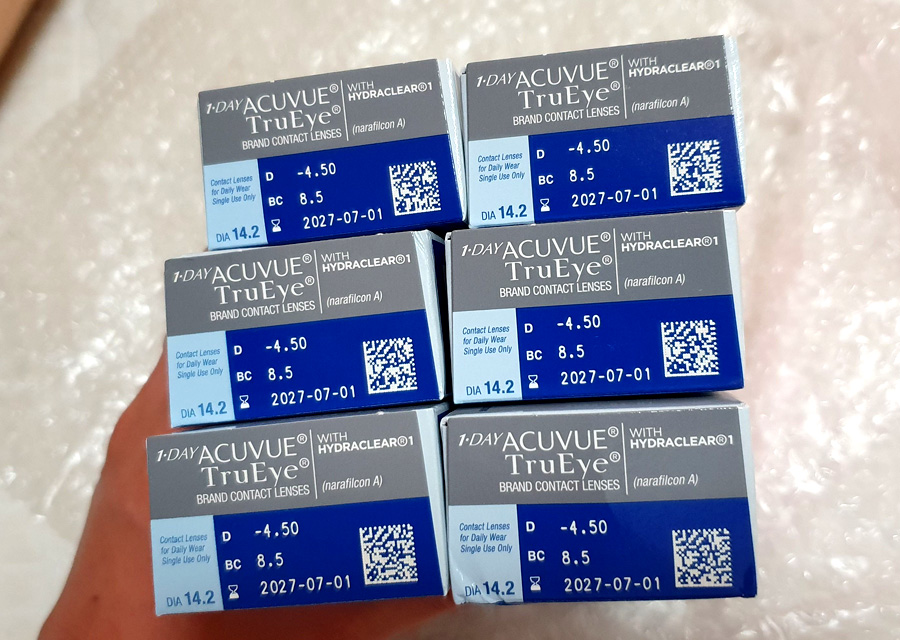 1·DAY ACUVUE® TruEye®
BRAND CONTACT LENSES
WITH
HYDRACLEAR®1
(narafilcon A)
Contact Lenses
for Daily Wear
Single Use Only
DIA 14.2
D -4.50
BC 8.5
2027-07-01
1·DAY ACUVUE® TruEye®
BRAND CONTACT LENSES
WITH
HYDRACLEAR®1
(narafilcon A)
Contact Lenses
for Daily Wear
Single Use Only
DIA 14.2
D -4.50
BC 8.5
2027-07-01
1·DAY ACUVUE® TruEye®
BRAND CONTACT LENSES
WITH
HYDRACLEAR®1
(narafilcon A)
Contact Lenses
for Daily Wear
Single Use Only
DIA 14.2
D -4.50
BC 8.5
2027-07-01
1·DAY ACUVUE® TruEye®
BRAND CONTACT LENSES
WITH
HYDRACLEAR®1
(narafilcon A)
Contact Lenses
for Daily Wear
Single Use Only
DIA 14.2
D -4.50
BC 8.5
2027-07-01
1·DAY ACUVUE® TruEye®
BRAND CONTACT LENSES
WITH
HYDRACLEAR®1
(narafilcon A)
Contact Lenses
for Daily Wear
Single Use Only
DIA 14.2
D -4.50
BC 8.5
2027-07-01
1·DAY ACUVUE® TruEye®
BRAND CONTACT LENSES
WITH
HYDRACLEAR®1
(narafilcon A)
Contact Lenses
for Daily Wear
Single Use Only
DIA 14.2
D -4.50
BC 8.5
2027-07-01